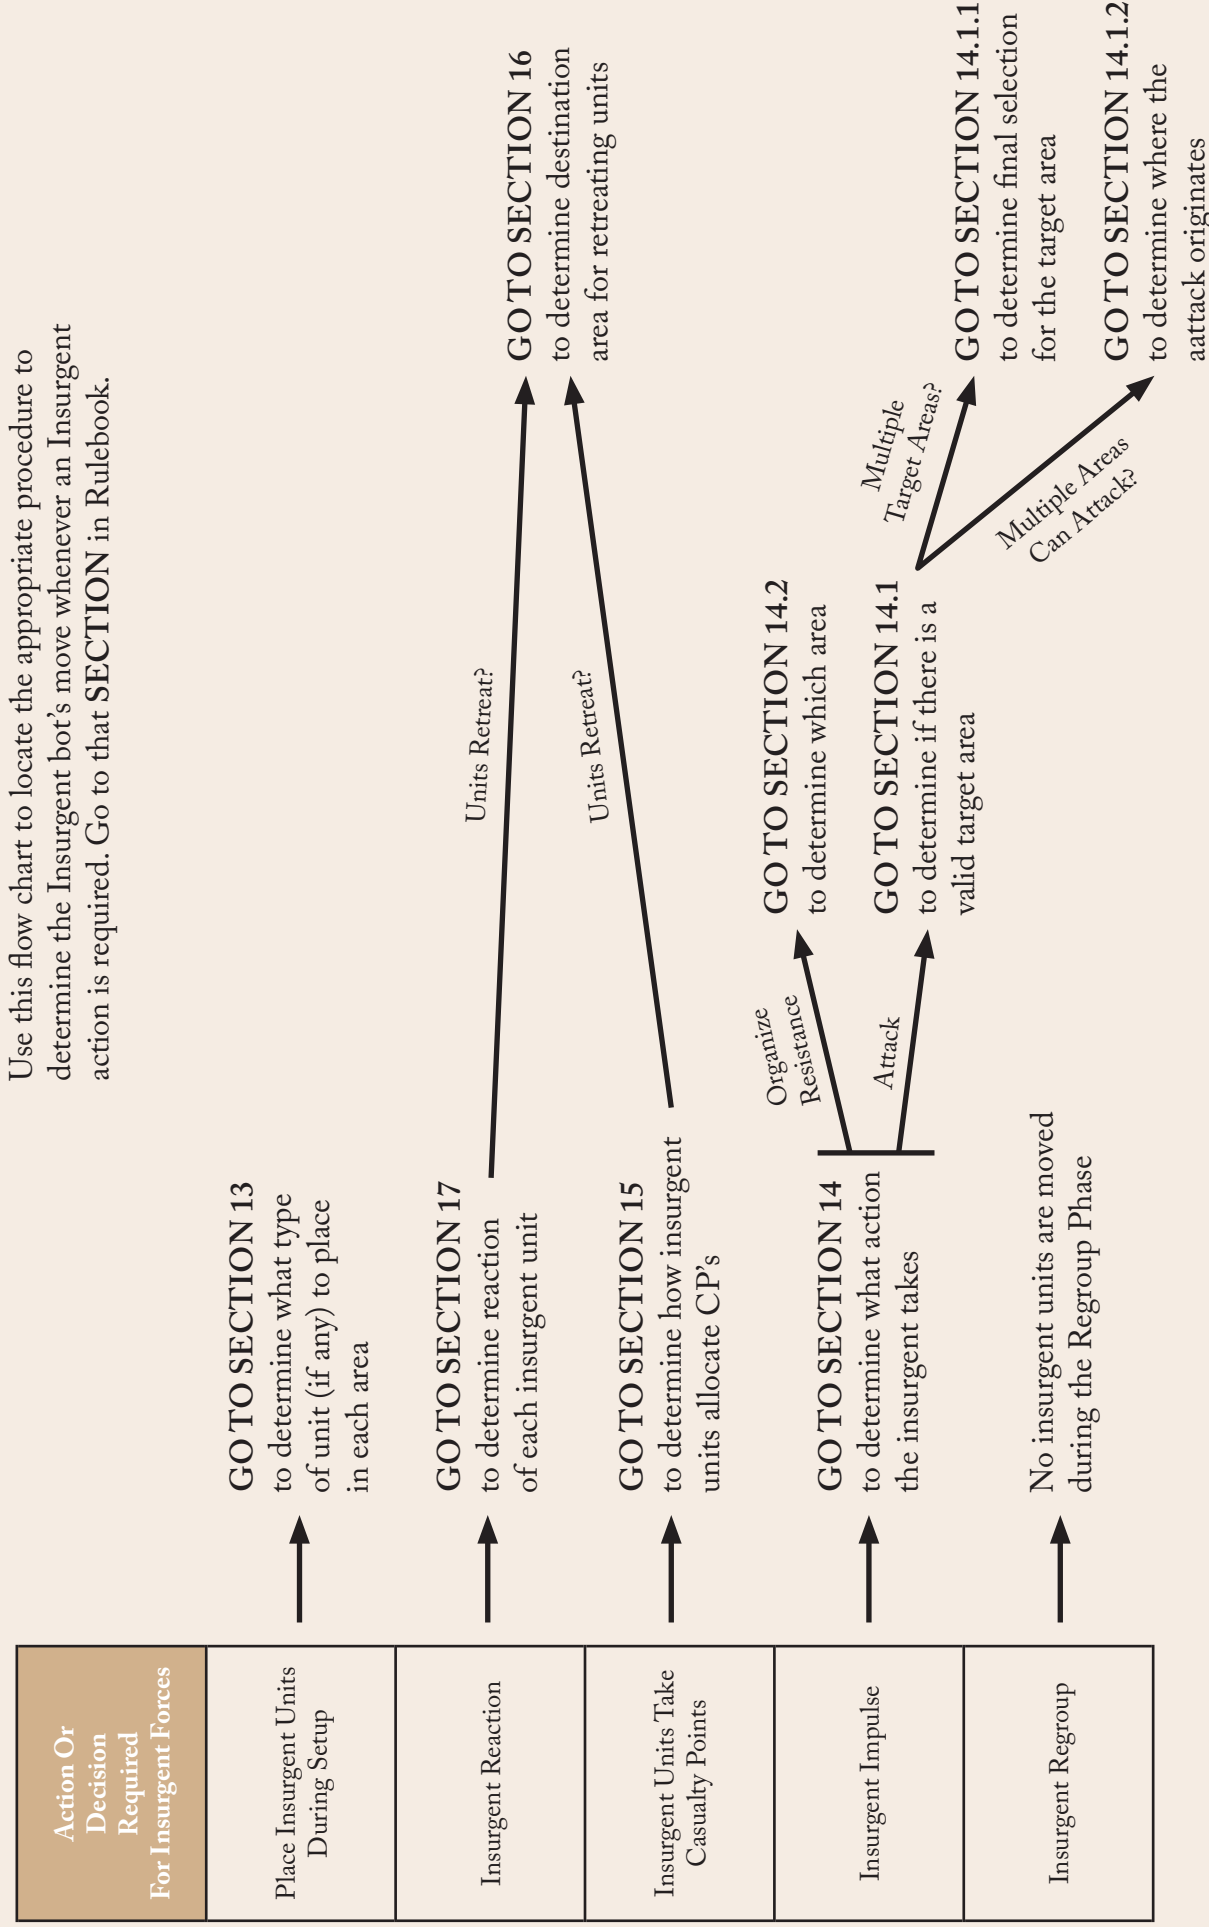 Use this flow chart to locate the appropriate procedure to
determine the Insurgent bot's move whenever an Insurgent
action is required. Go to that SECTION in Rulebook.
Action Or
Decision
Required
For Insurgent Forces
Place Insurgent Units
During Setup
GO TO SECTION 13
to determine what type
of unit (if any) to place
in each area
Insurgent Reaction
GO TO SECTION 17
to determine reaction
of each insurgent unit
Units Retreat?
GO TO SECTION 16
to determine destination
area for retreating units
Insurgent Units Take
Casualty Points
GO TO SECTION 15
to determine how insurgent
units allocate CP's
Units Retreat?
Insurgent Impulse
GO TO SECTION 14
to determine what action
the insurgent takes
Organize
Resistance
GO TO SECTION 14.2
to determine which area
Attack
GO TO SECTION 14.1
to determine if there is a
valid target area
Multiple
Target Areas?
GO TO SECTION 14.1.1
to determine final selection
for the target area
Multiple Areas
Can Attack?
GO TO SECTION 14.1.2
to determine where the
aattack originates
Insurgent Regroup
No insurgent units are moved
during the Regroup Phase